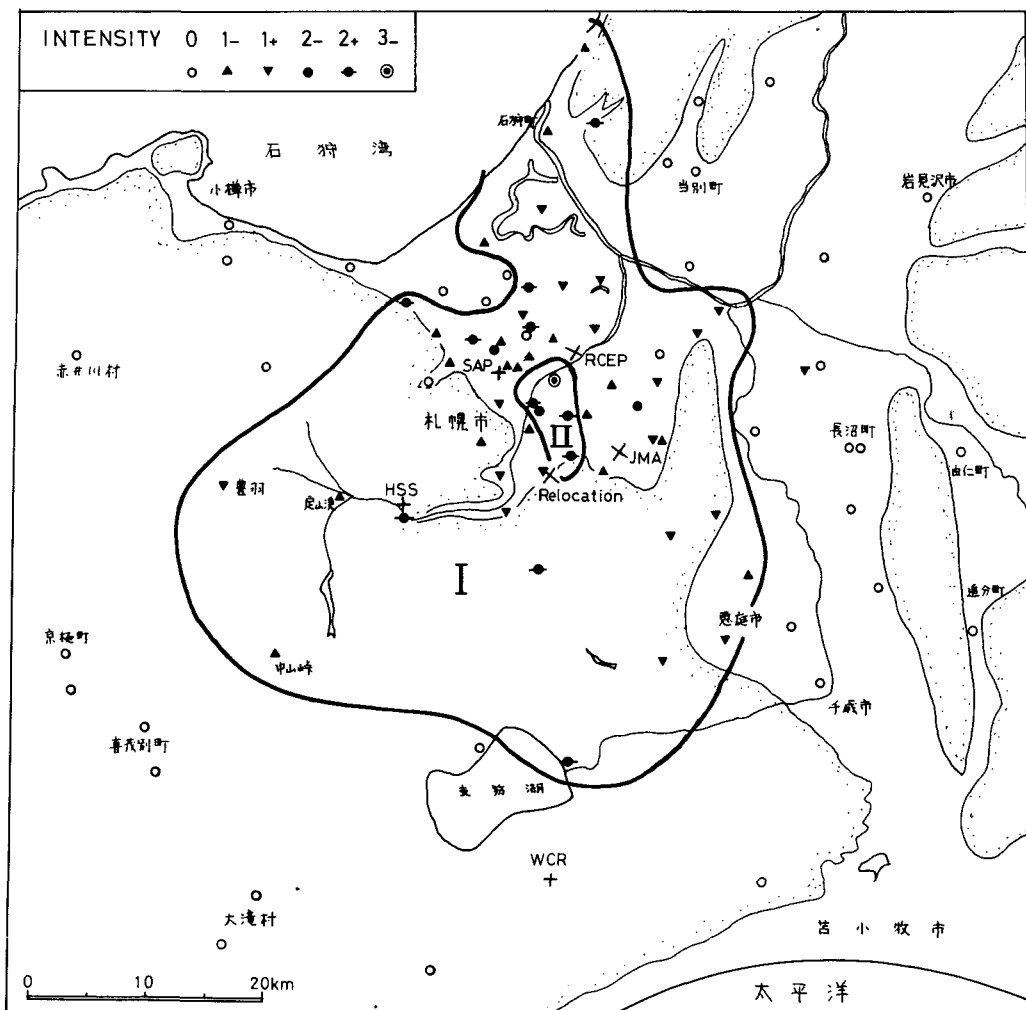 INTENSITY 0 1- 1+ 2- 2+ 3-
石狩町
石狩湾
当別町
岩見沢市
小樽市
赤井川村
SAP
RCEP
札幌市
II
JMA
長沼町
由仁町
豊羽
定山渓
HSS
Relocation
I
追分町
恵庭市
京極町
中山峠
千歳市
喜茂別町
支笏湖
WCR
大滝村
苫小牧市
0 10 20km
太平洋